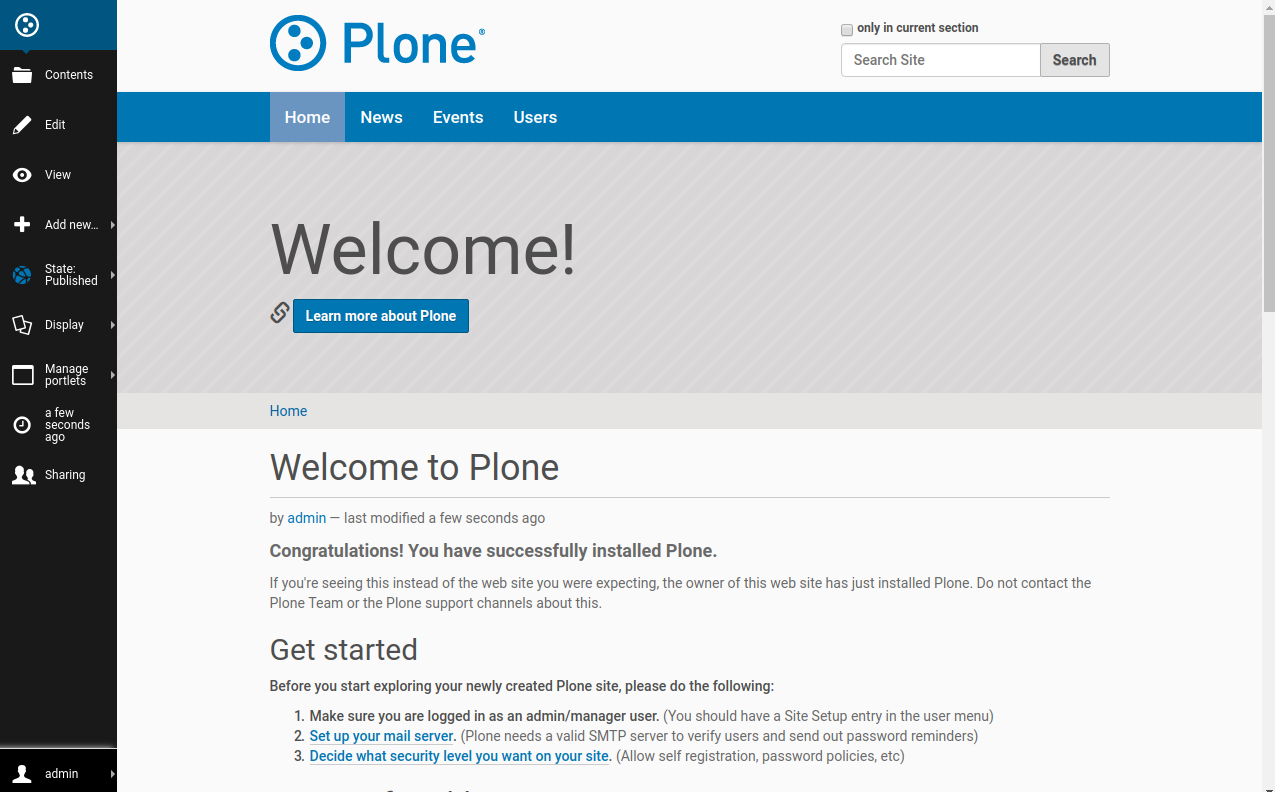 Contents
Edit
View
Add new...
State:
Published
Display
Manage
portlets
a few
seconds
ago
Sharing
admin
Plone®
only in current section
Search Site
Search
Home
News
Events
Users
Welcome!
Learn more about Plone
Home
Welcome to Plone
by admin — last modified a few seconds ago
Congratulations! You have successfully installed Plone.
If you're seeing this instead of the web site you were expecting, the owner of this web site has just installed Plone. Do not contact the
Plone Team or the Plone support channels about this.
Get started
Before you start exploring your newly created Plone site, please do the following:
1. Make sure you are logged in as an admin/manager user. (You should have a Site Setup entry in the user menu)
2. Set up your mail server. (Plone needs a valid SMTP server to verify users and send out password reminders)
3. Decide what security level you want on your site. (Allow self registration, password policies, etc)